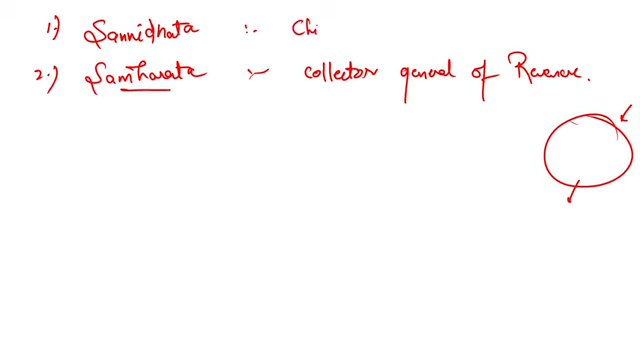 1.) Sannidhata :- Chi
2.) Samharata :- Collector general of Revenue.